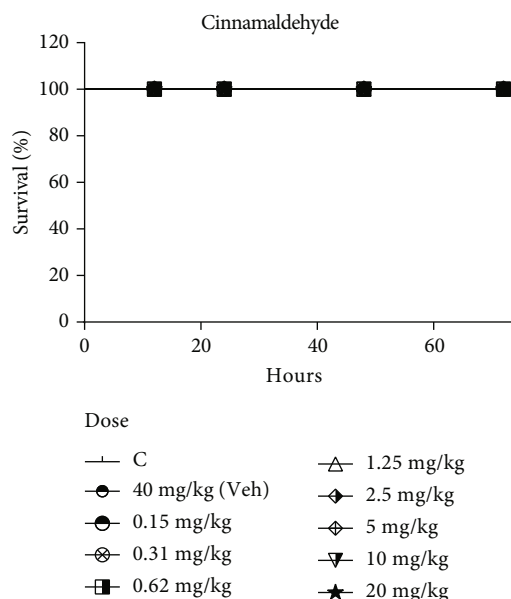 Cinnamaldehyde
120
100
80
60
40
20
0
Survival (%)
0 20 40 60
Hours
Dose
C
40 mg/kg (Veh)
0.15 mg/kg
0.31 mg/kg
0.62 mg/kg
1.25 mg/kg
2.5 mg/kg
5 mg/kg
10 mg/kg
20 mg/kg